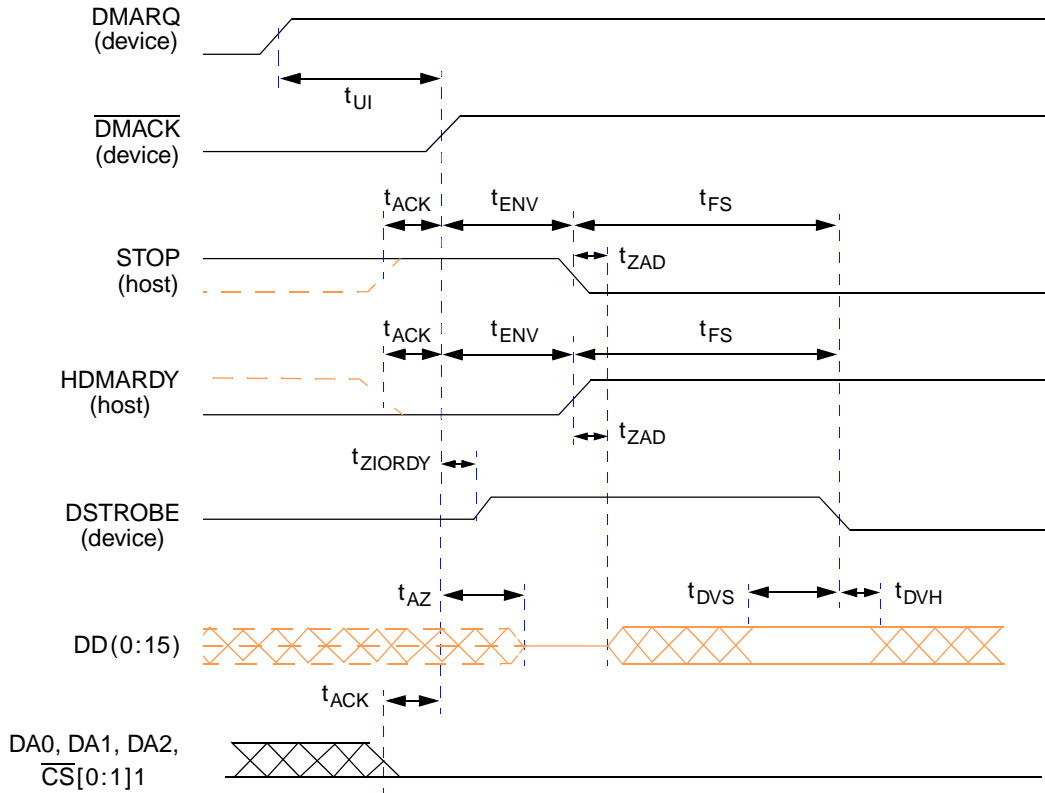 DMARQ
(device)
tUI
DMACK
(device)
tACK
tENV
tFS
STOP
(host)
tZAD
tACK
tENV
tFS
HDMARDY
(host)
tZAD
tZIORDY
DSTROBE
(device)
tAZ
tDVS
tDVH
DD(0:15)
tACK
DA0, DA1, DA2,
CS[0:1]1